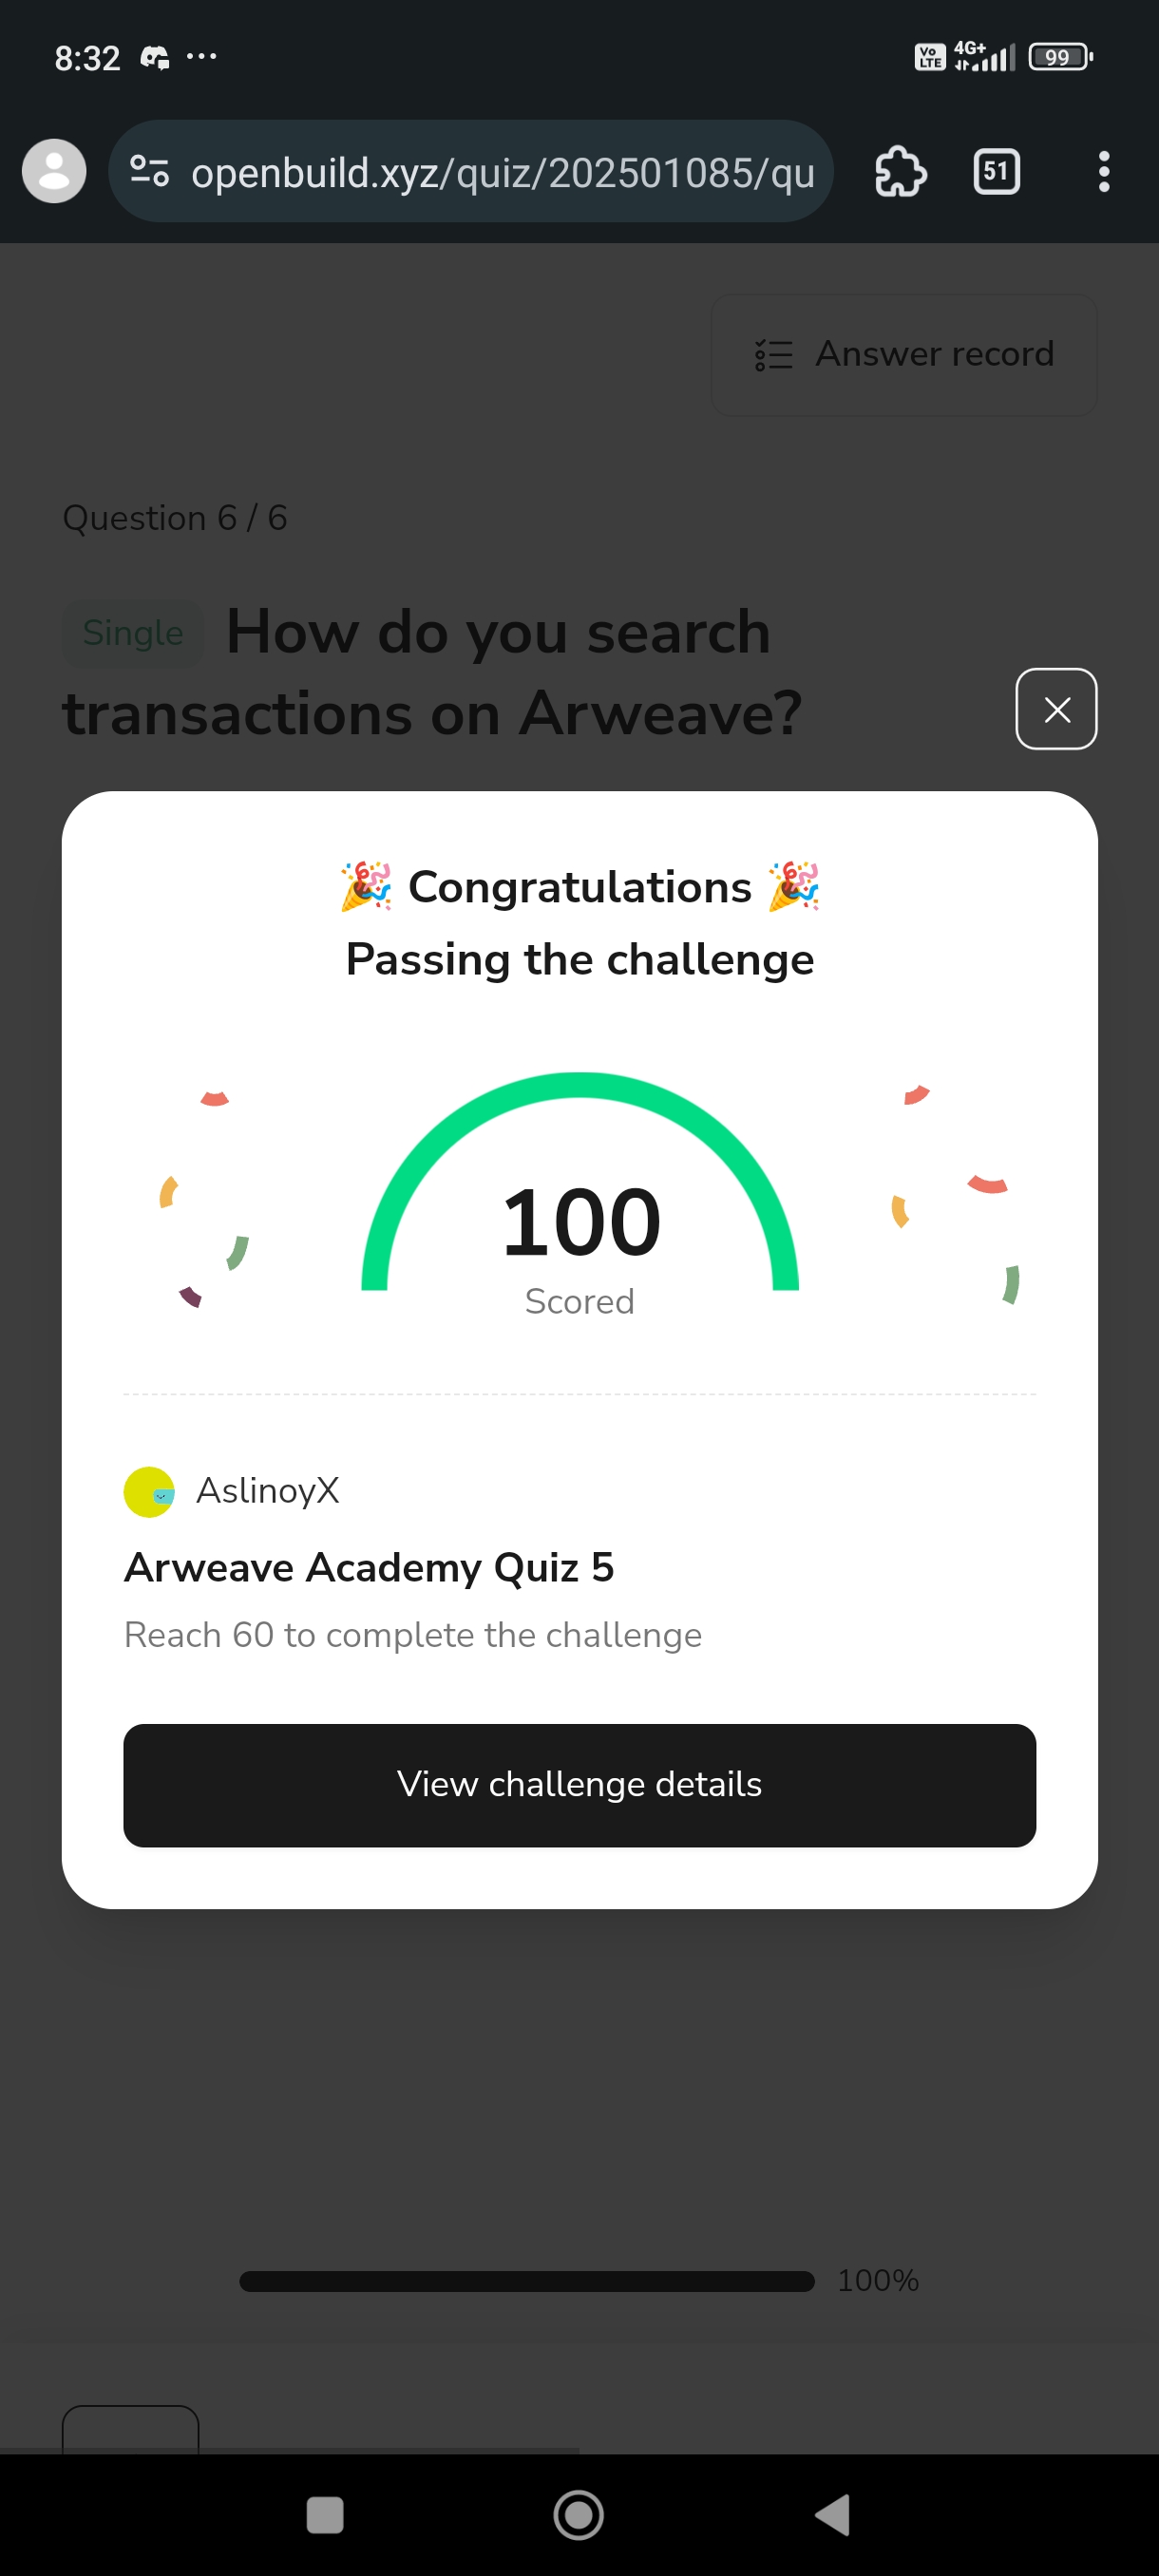 8:32
Vo LTE 4G+ 99
openbuild.xyz/quiz/202501085/qu
51
Answer record
Question 6 / 6
Single How do you search
transactions on Arweave?
🎉 Congratulations 🎉
Passing the challenge
100
Scored
AslinoyX
Arweave Academy Quiz 5
Reach 60 to complete the challenge
View challenge details
100%